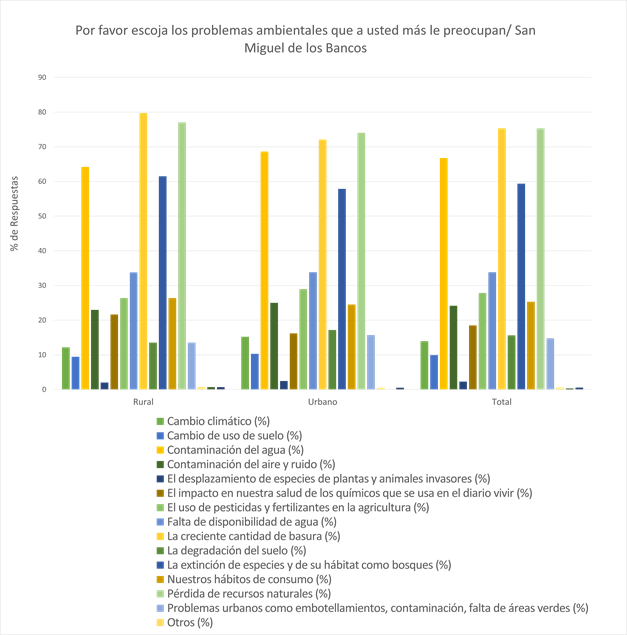 Por favor escoja los problemas ambientales que a usted más le preocupan/ San
Miguel de los Bancos
90
80
70
60
50
40
30
20
10
0
% de Respuestas
Rural
Urbano
Total
Cambio climático (%)
Cambio de uso de suelo (%)
Contaminación del agua (%)
Contaminación del aire y ruido (%)
El desplazamiento de especies de plantas y animales invasores (%)
El impacto en nuestra salud de los químicos que se usa en el diario vivir (%)
El uso de pesticidas y fertilizantes en la agricultura (%)
Falta de disponibilidad de agua (%)
La creciente cantidad de basura (%)
La degradación del suelo (%)
La extinción de especies y de su hábitat como bosques (%)
Nuestros hábitos de consumo (%)
Pérdida de recursos naturales (%)
Problemas urbanos como embotellamientos, contaminación, falta de áreas verdes (%)
Otros (%)